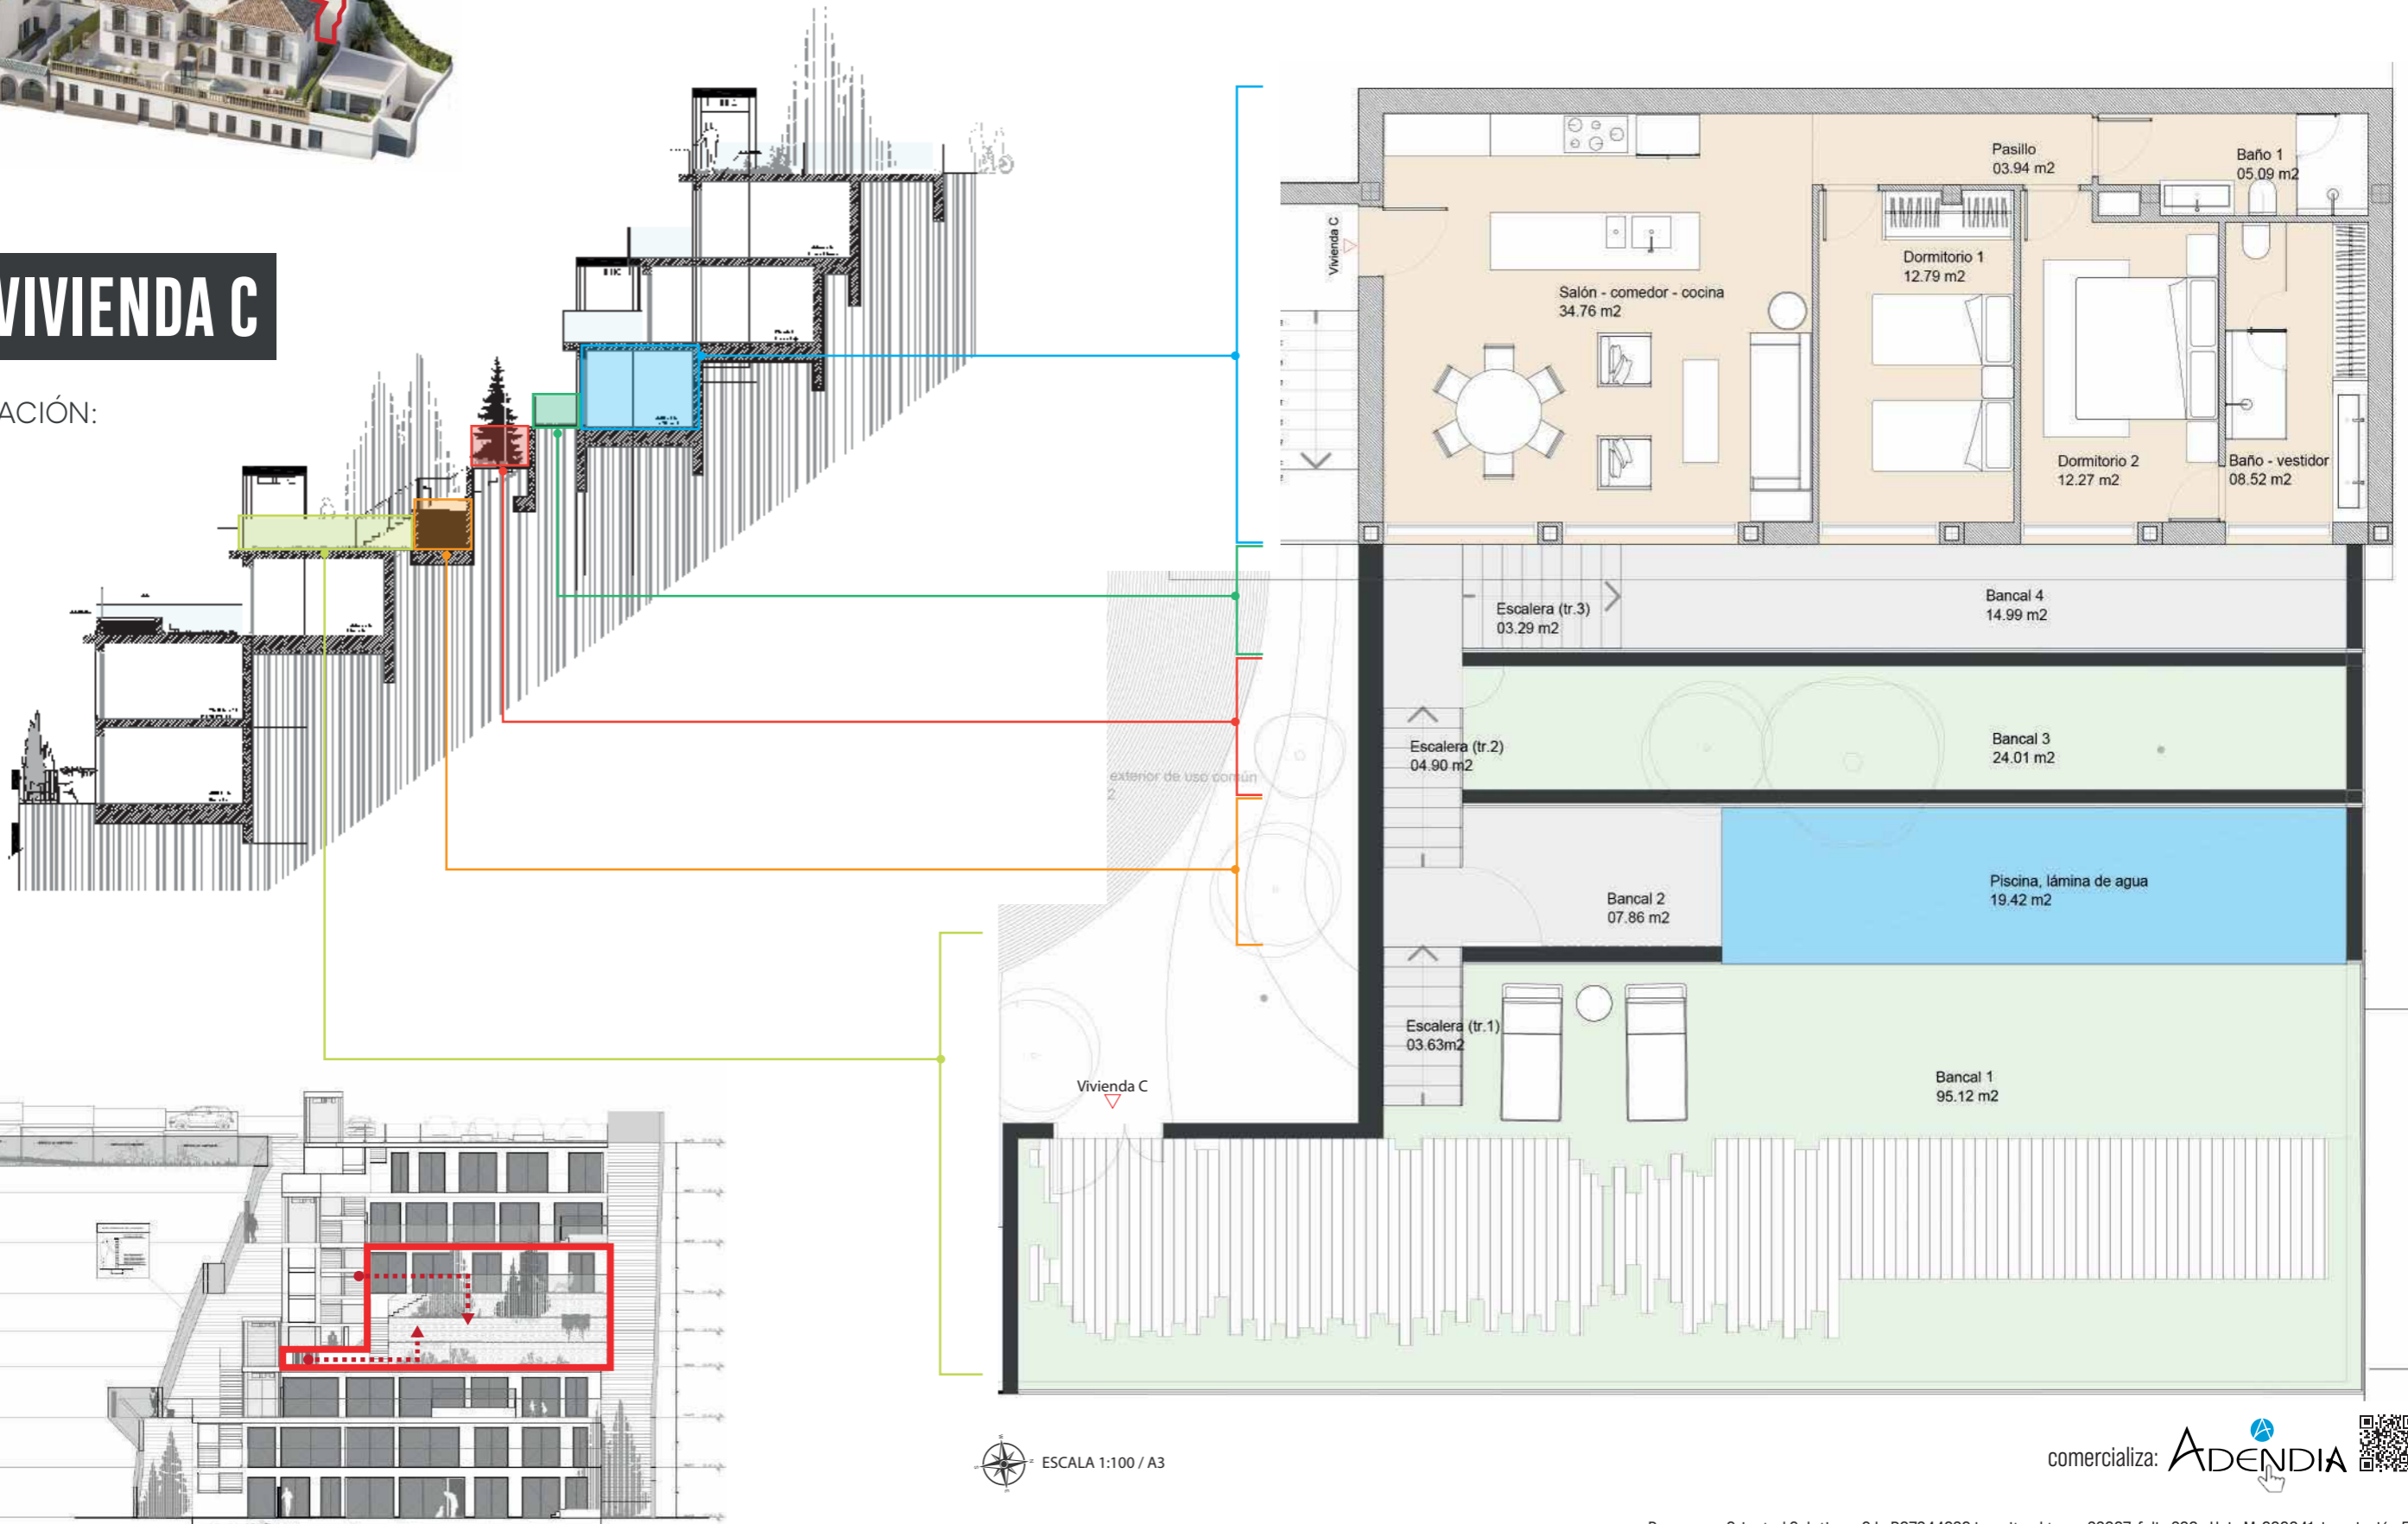 VIVIENDA C
ACIÓN:
Vivienda C
Salón - comedor - cocina
34.76 m2
Pasillo
03.94 m2
Baño 1
05.09 m2
Dormitorio 1
12.79 m2
Dormitorio 2
12.27 m2
Baño - vestidor
08.52 m2
Escalera (tr.3)
03.29 m2
Bancal 4
14.99 m2
Escalera (tr.2)
04.90 m2
Bancal 3
24.01 m2
exterior de uso común
2
Bancal 2
07.86 m2
Piscina, lámina de agua
19.42 m2
Escalera (tr.1)
03.63m2
Bancal 1
95.12 m2
Vivienda C
ESCALA 1:100 / A3
comercializa: ADENDIA